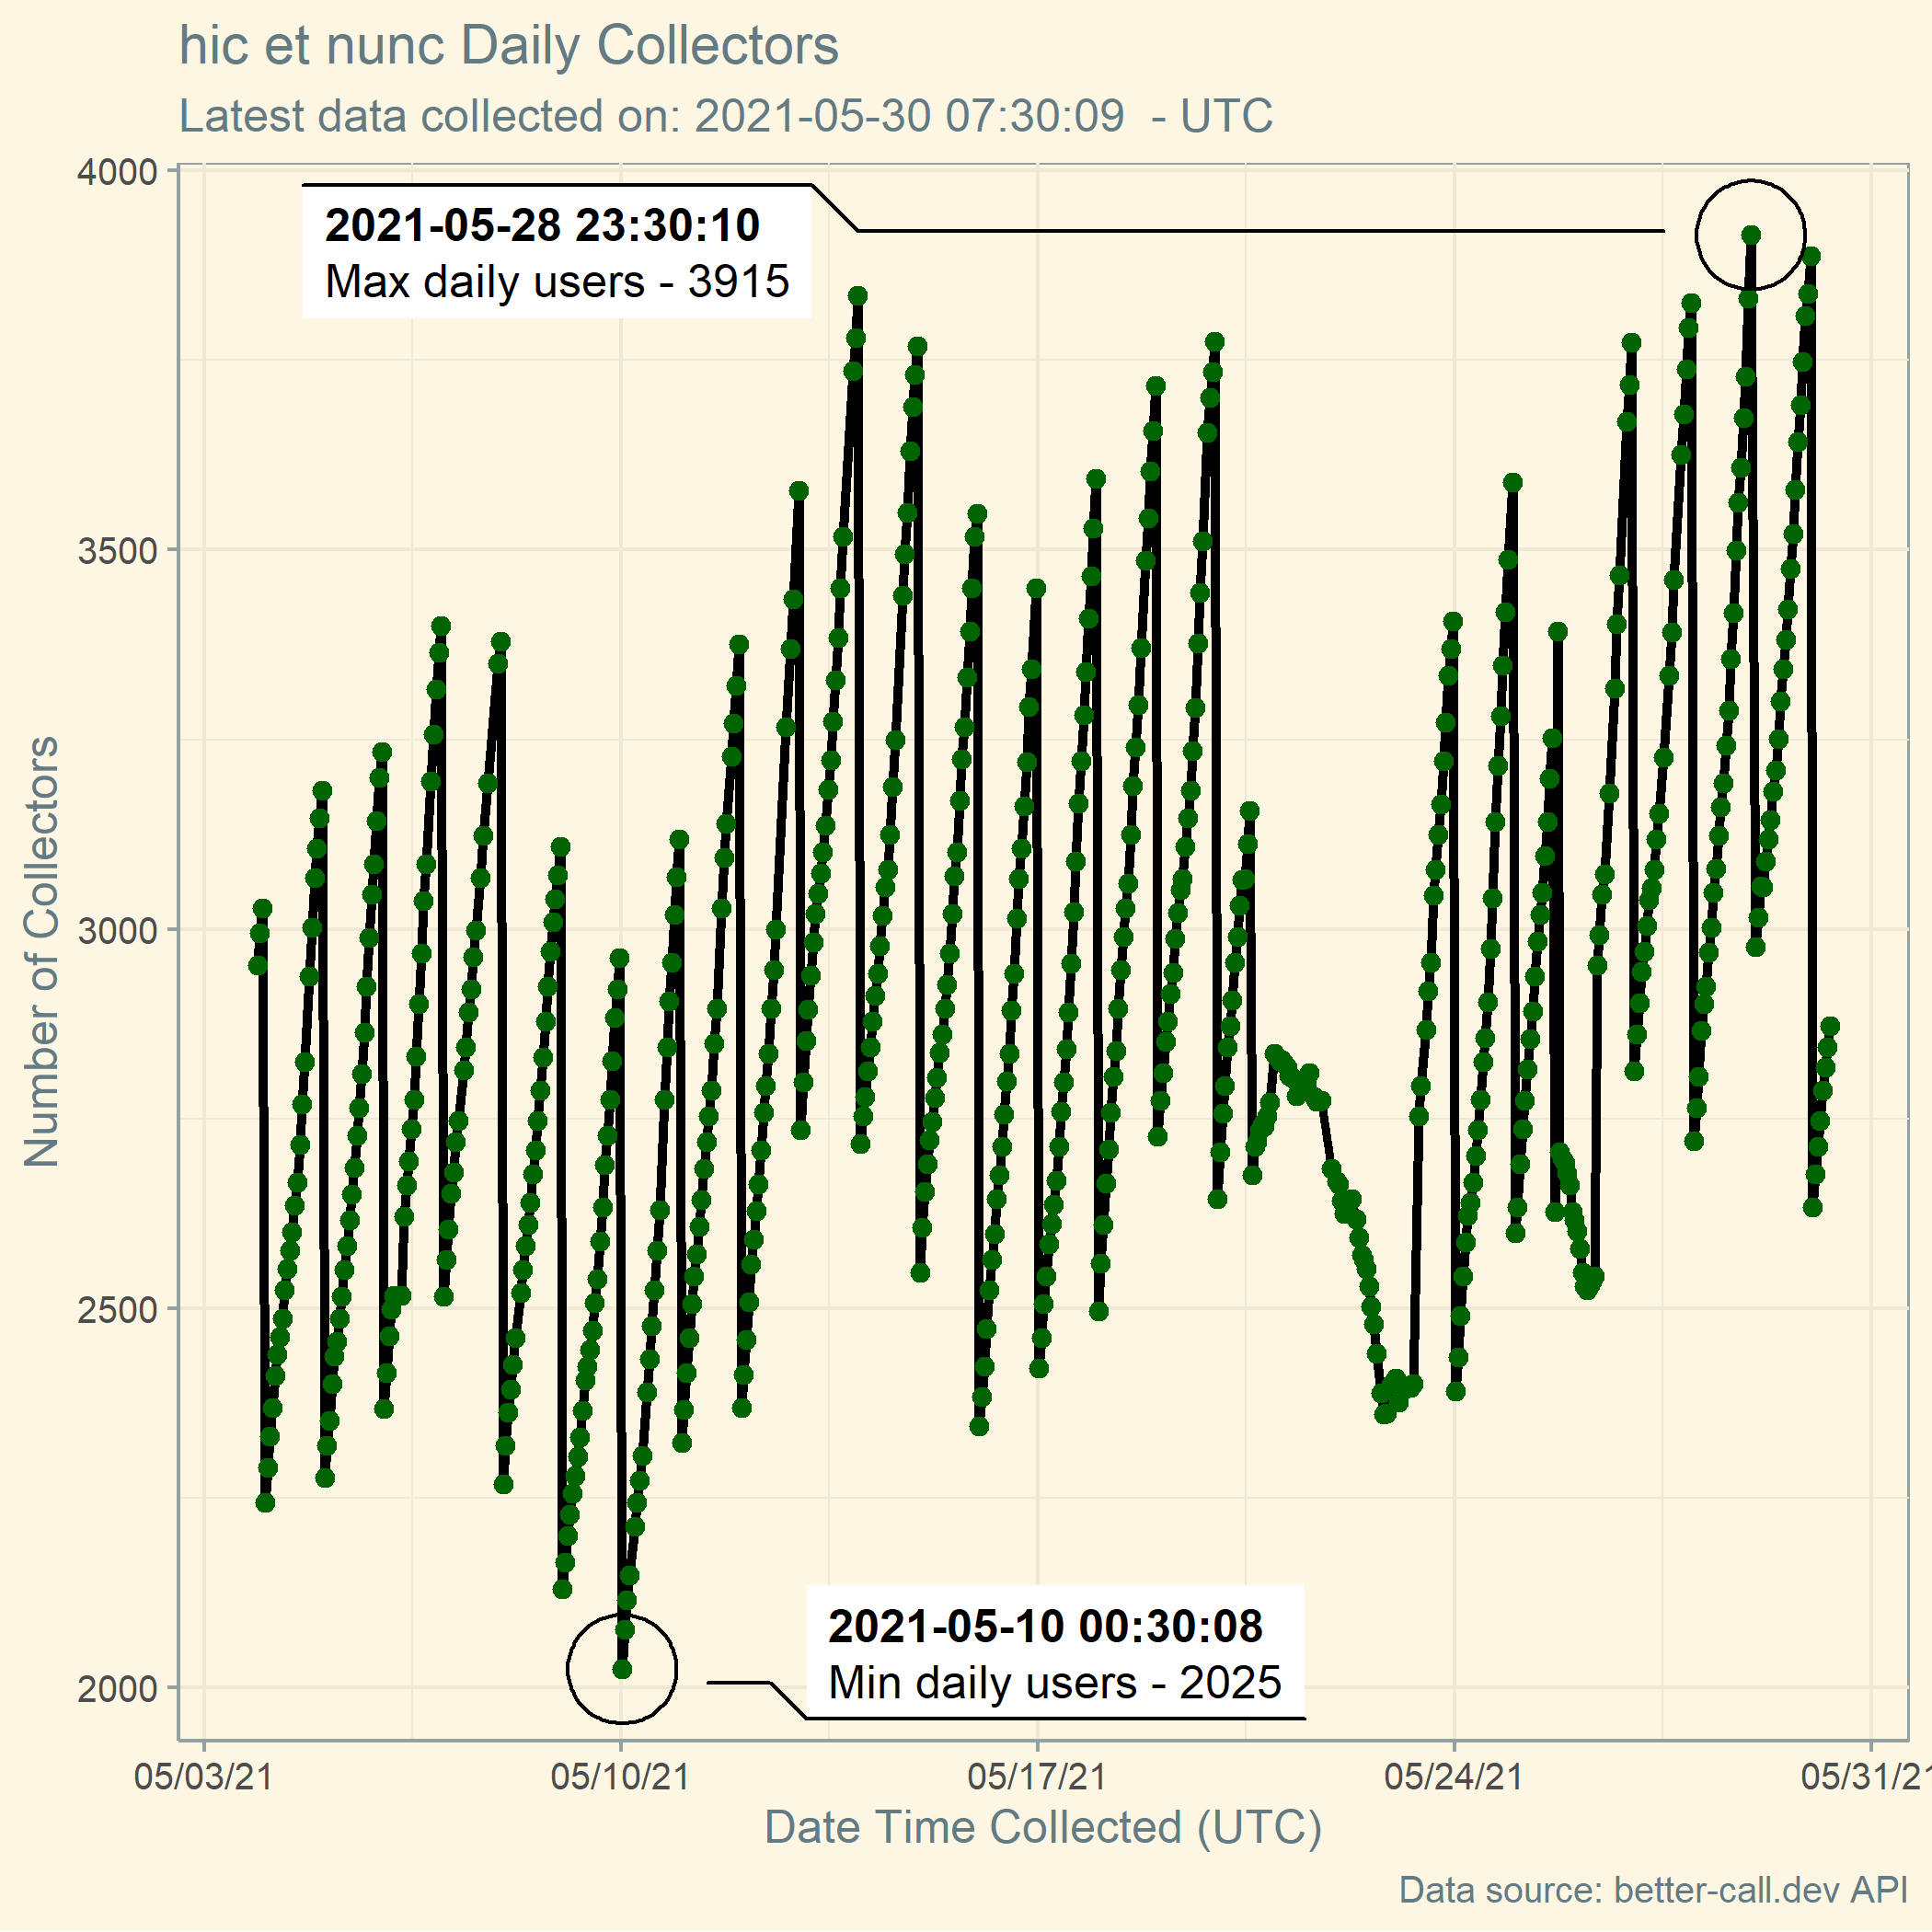 hic et nunc Daily Collectors
Latest data collected on: 2021-05-30 07:30:09 - UTC
4000
3500
3000
2500
2000
Number of Collectors
2021-05-28 23:30:10
Max daily users - 3915
2021-05-10 00:30:08
Min daily users - 2025
05/03/21 05/10/21 05/17/21 05/24/21 05/31/21
Date Time Collected (UTC)
Data source: better-call.dev API